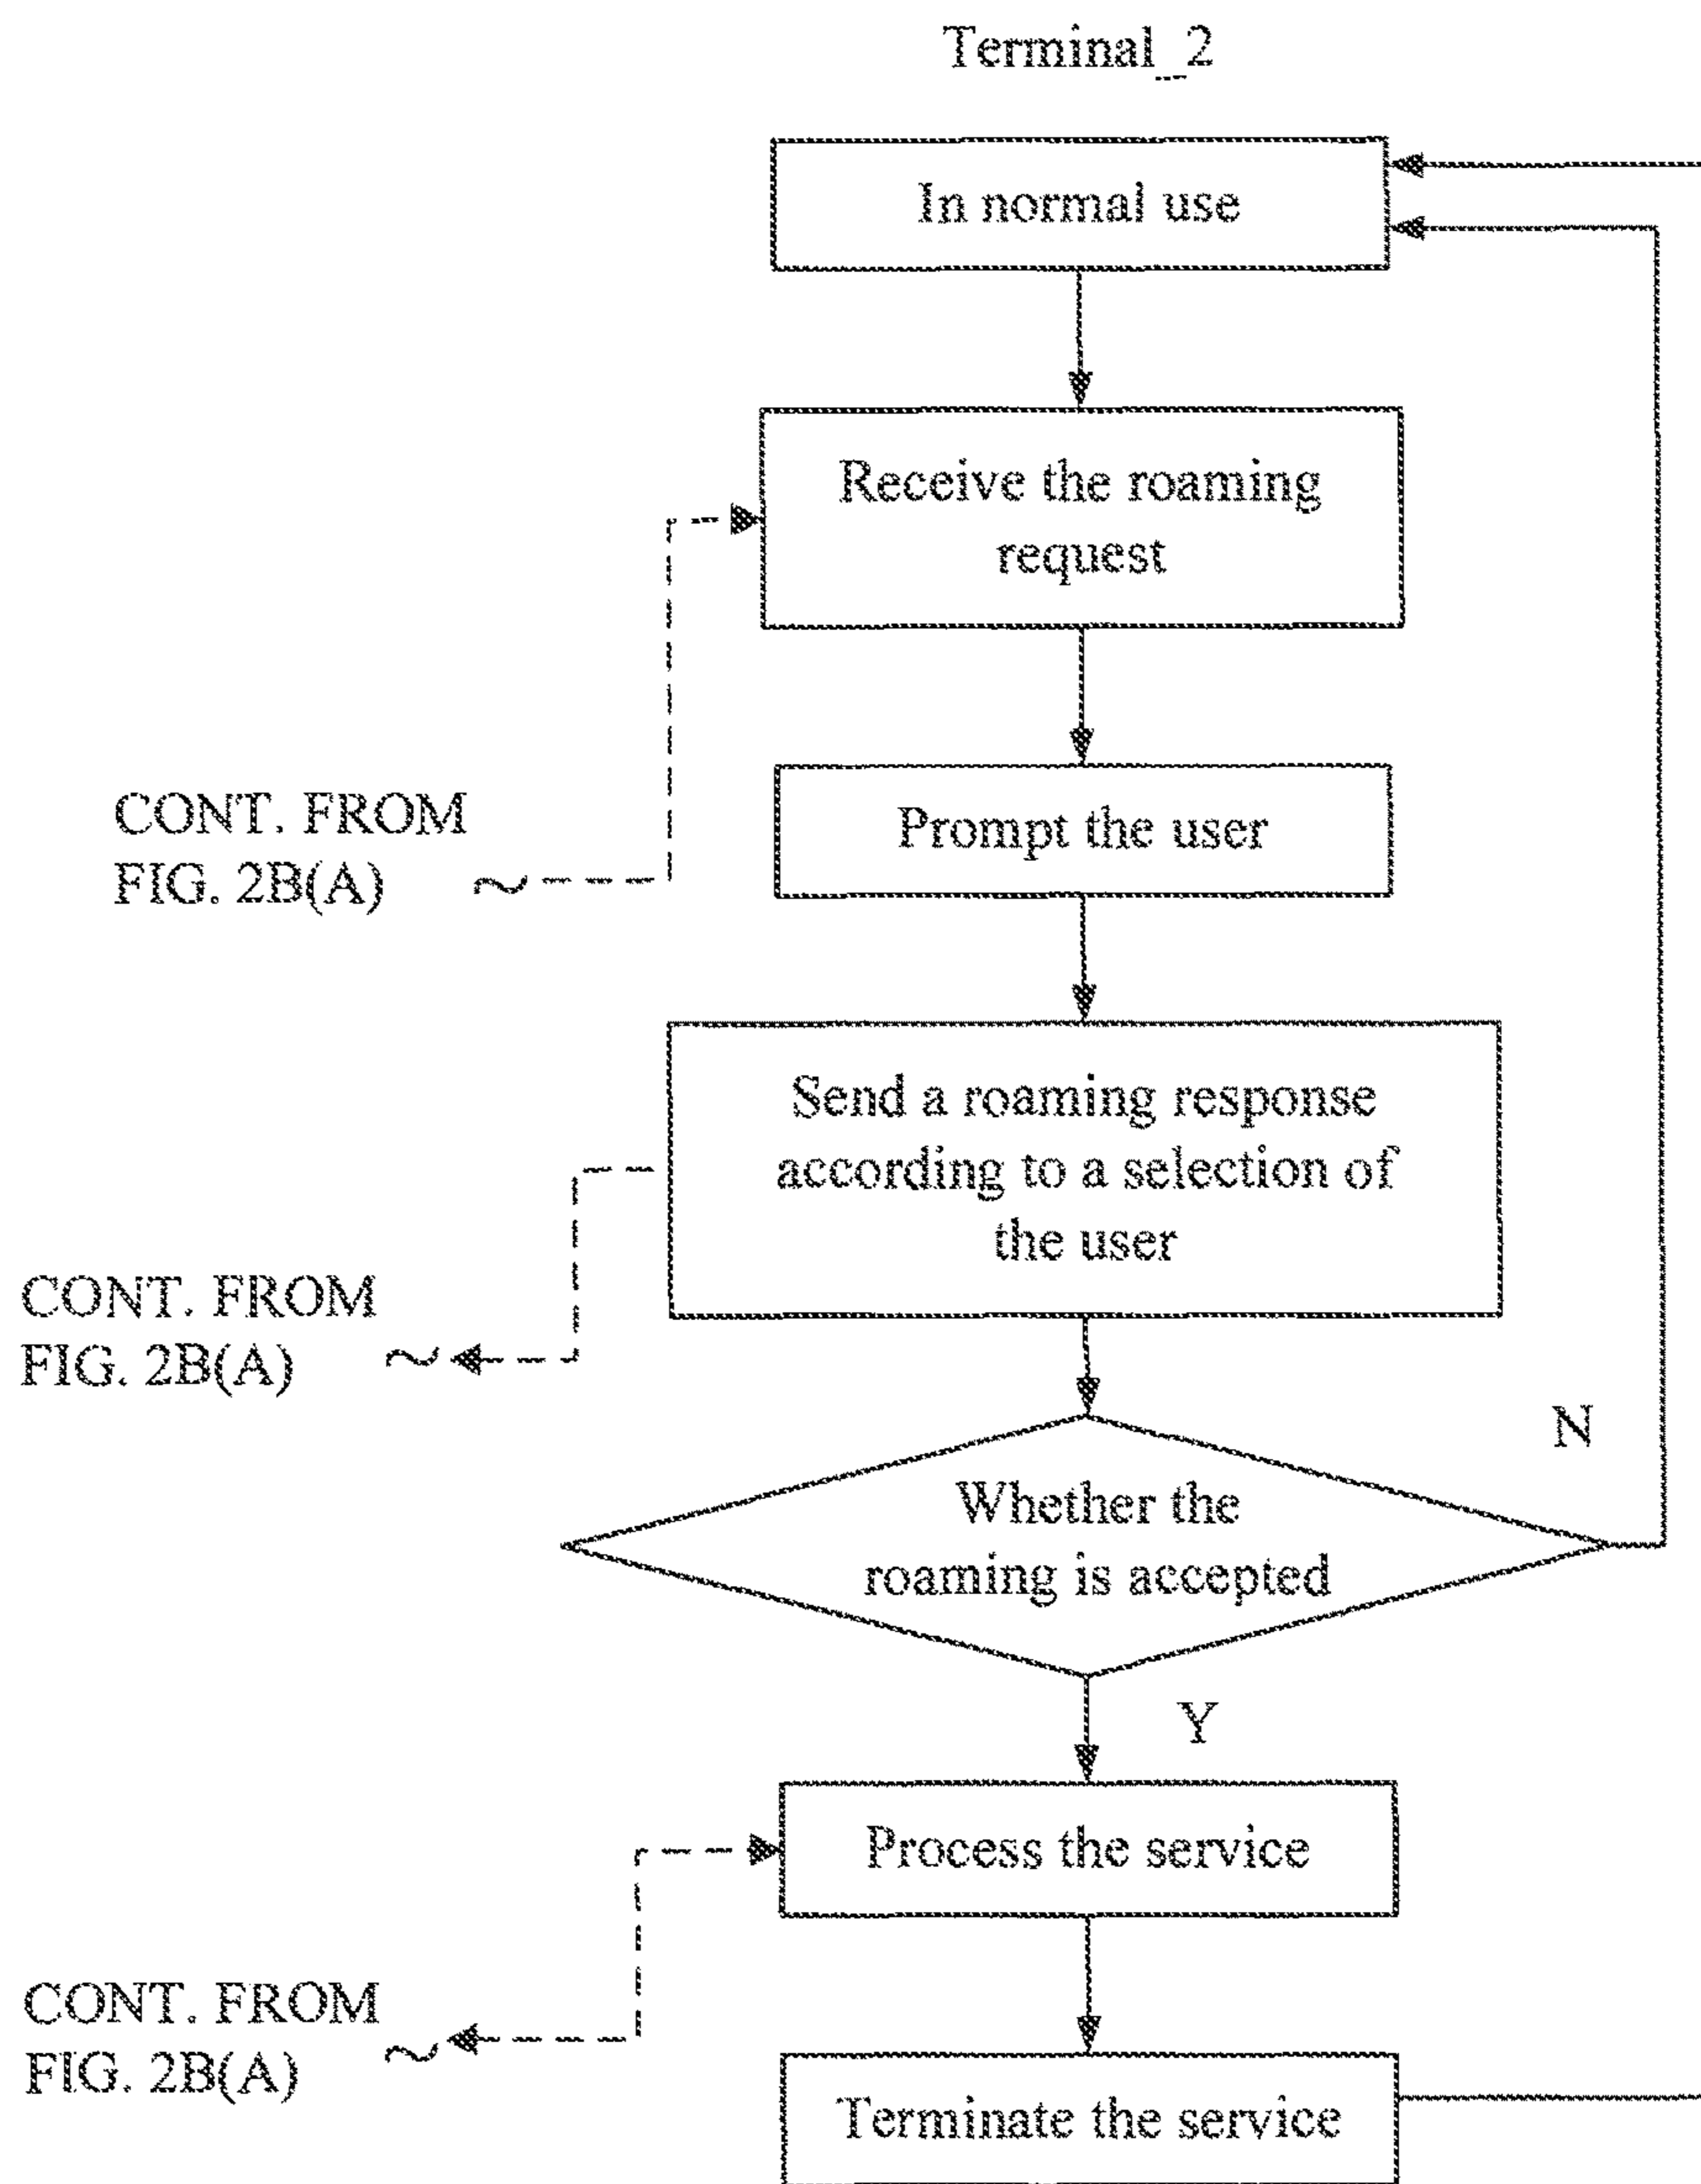 Terminal_2
In normal use
Receive the roaming
request
CONT. FROM
FIG. 2B(A)
Prompt the user
Send a roaming response
according to a selection of
the user
CONT. FROM
FIG. 2B(A)
N
Whether the
roaming is accepted
Y
Process the service
CONT. FROM
FIG. 2B(A)
Terminate the service